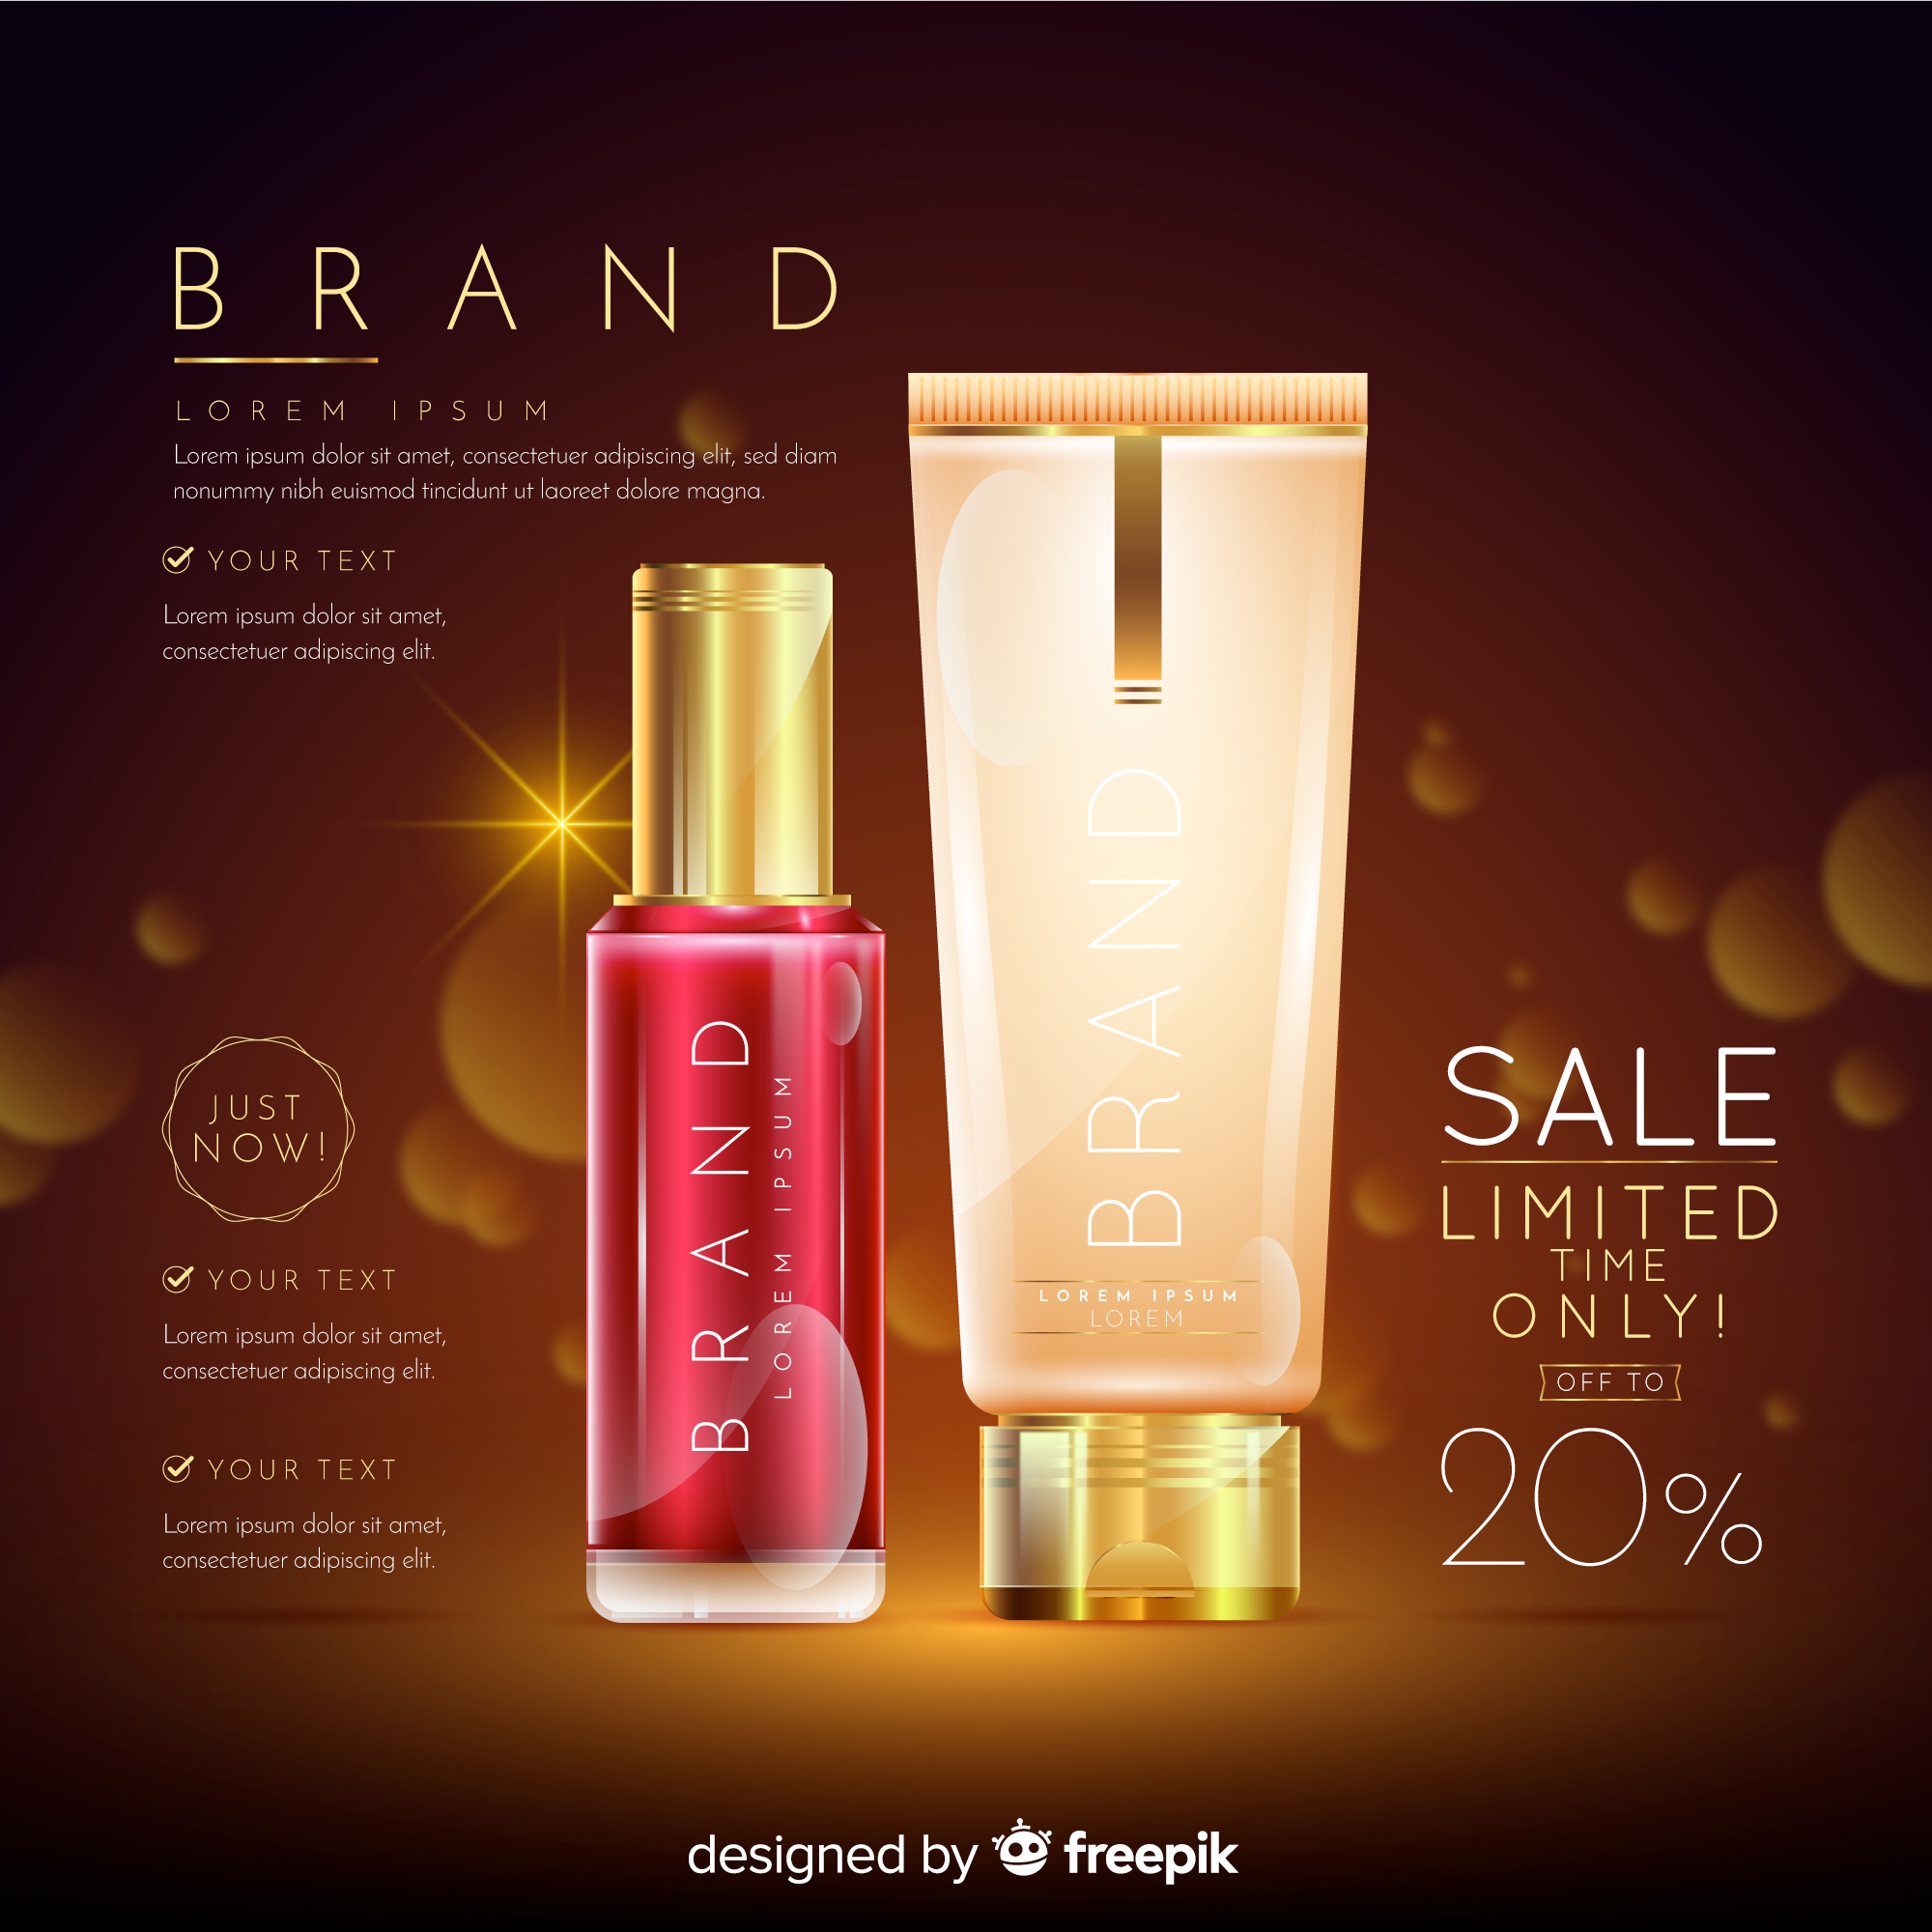 BRAND
LOREM IPSUM
Lorem ipsum dolor sit amet, consectetuer adipiscing elit, sed diam
nonummy nibh euismod tincidunt ut laoreet dolore magna.
YOUR TEXT
Lorem ipsum dolor sit amet,
consectetuer adipiscing elit.
JUST
NOW!
YOUR TEXT
Lorem ipsum dolor sit amet,
consectetuer adipiscing elit.
YOUR TEXT
Lorem ipsum dolor sit amet,
consectetuer adipiscing elit.
BRAND
LOREM IPSUM
BRAND
LOREM IPSUM
LOREM
SALE
LIMITED
TIME
ONLY!
OFF TO
20%
designed by freepik